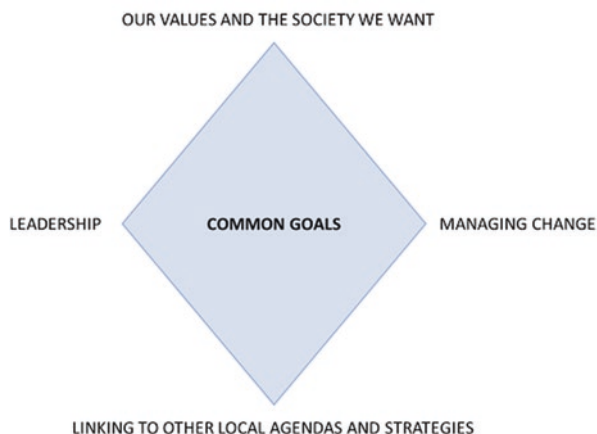 OUR VALUES AND THE SOCIETY WE WANT
LEADERSHIP
COMMON GOALS
MANAGING CHANGE
LINKING TO OTHER LOCAL AGENDAS AND STRATEGIES